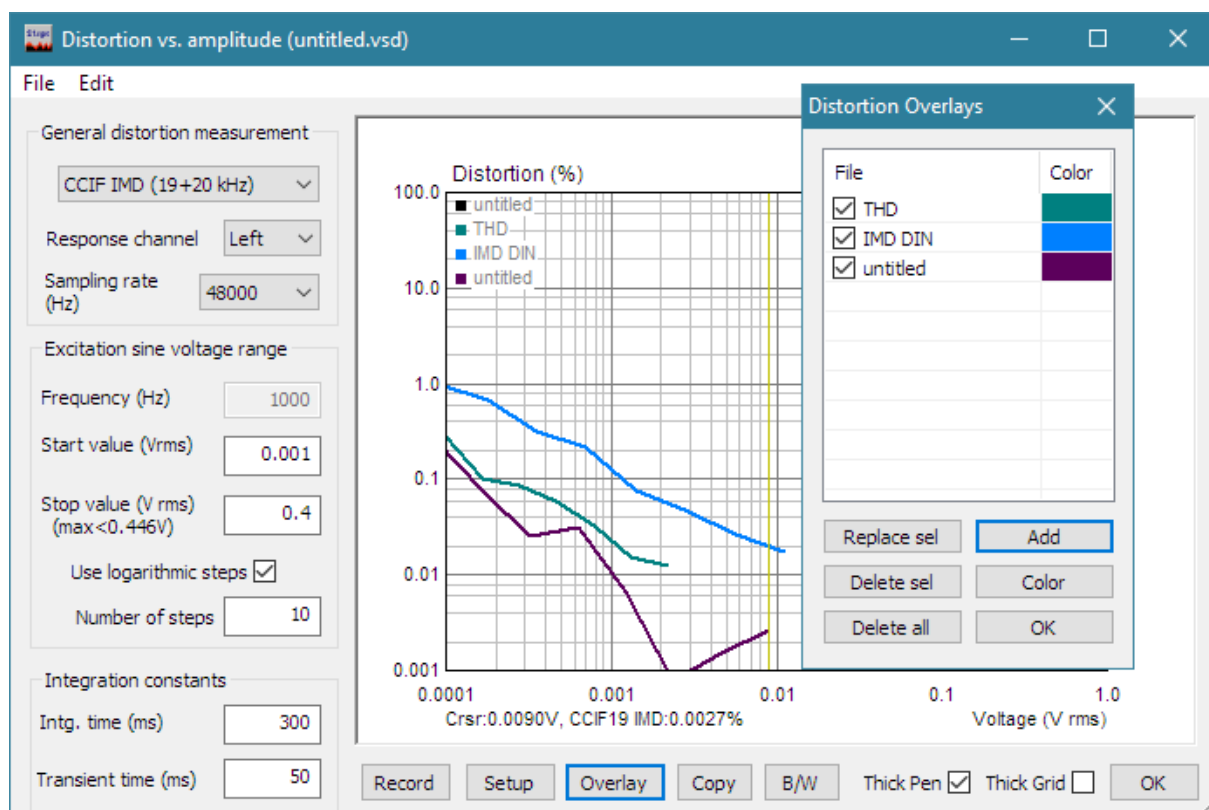 Distortion vs. amplitude (untitled.vsd)
File Edit
General distortion measurement
CCIF IMD (19+20 kHz)
Response channel Left
Sampling rate (Hz) 48000
Excitation sine voltage range
Frequency (Hz) 1000
Start value (Vrms) 0.001
Stop value (V rms) 0.4
(max<0.446V)
Use logarithmic steps
Number of steps 10
Integration constants
Intg. time (ms) 300
Transient time (ms) 50
Distortion (%)
100.0
10.0
1.0
0.1
0.01
0.001
untitled
THD
IMD DIN
untitled
0.0001 0.001 0.01 0.1 1.0
Crsr:0.0090V, CCIF19 IMD:0.0027% Voltage (V rms)
Distortion Overlays
File Color
THD
IMD DIN
untitled
Replace sel Add
Delete sel Color
Delete all OK
Record Setup Overlay Copy B/W Thick Pen Thick Grid OK